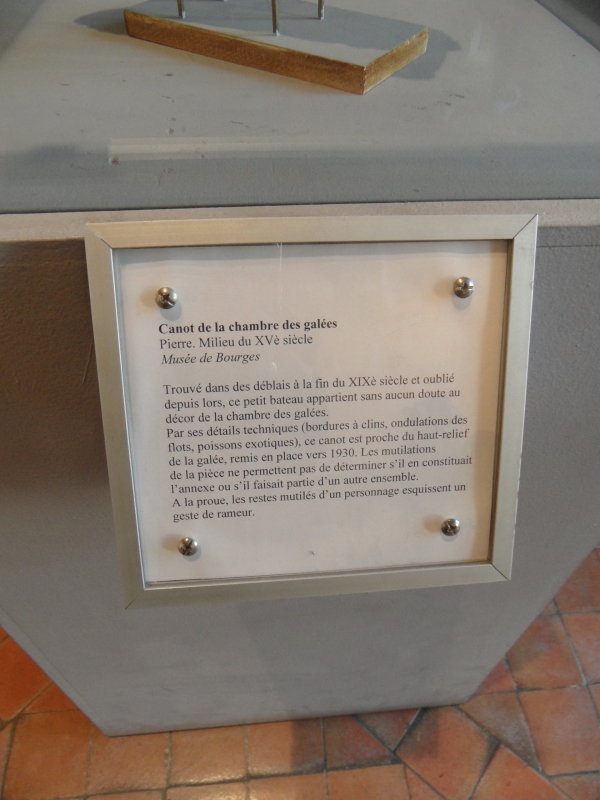 Canot de la chambre des galées
Pierre. Milieu du XVè siècle
Musée de Bourges
Trouvé dans des déblais à la fin du XIXè siècle et oublié
depuis lors, ce petit bateau appartient sans aucun doute au
décor de la chambre des galées.
Par ses détails techniques (bordures à clins, ondulations des
flots, poissons exotiques), ce canot est proche du haut-relief
de la galée, remis en place vers 1930. Les mutilations
de la pièce ne permettent pas de déterminer s'il en constituait
l'annexe ou s'il faisait partie d'un autre ensemble.
A la proue, les restes mutilés d'un personnage esquissent un
geste de rameur.